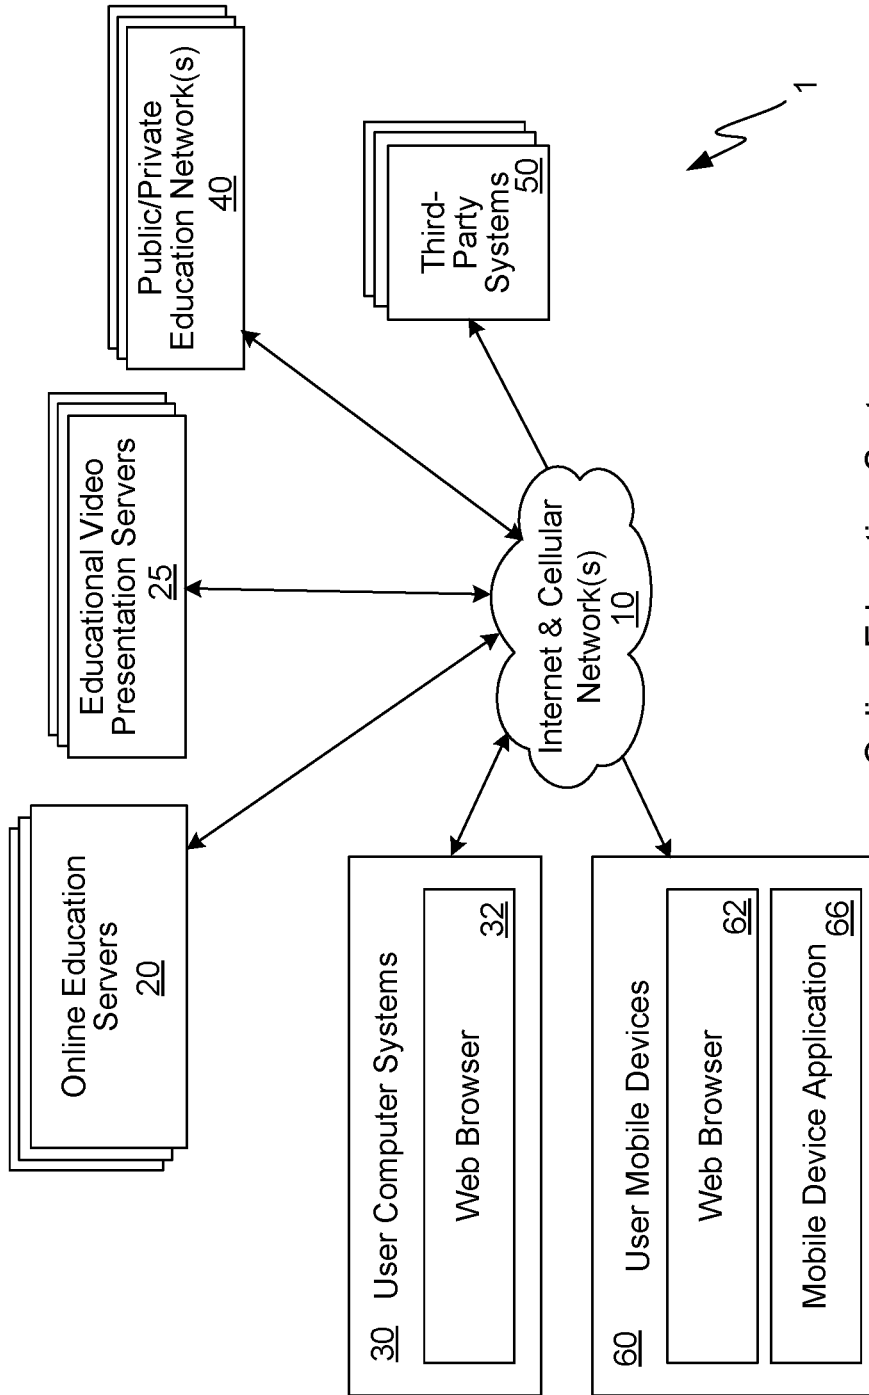 Online Education
Servers
20
Educational Video
Presentation Servers
25
Public/Private
Education Network(s)
40
30 User Computer Systems
Web Browser 32
Internet & Cellular
Network(s)
10
Third-
Party
Systems
50
60 User Mobile Devices
Web Browser 62
Mobile Device Application 66
1